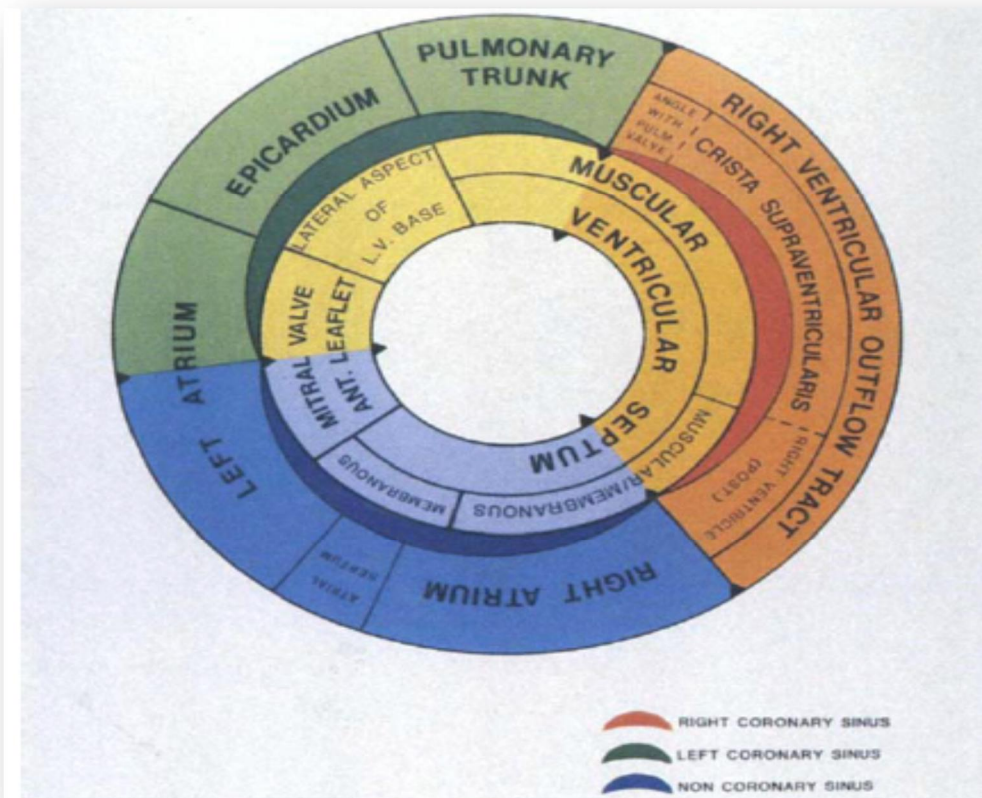 PULMONARY
TRUNK
EPICARDIUM
LEFT ATRIUM
ATRIAL
SEPTUM
RIGHT ATRIUM
RIGHT VENTRICULAR OUTFLOW TRACT
ANGLE
WITH
PULM
VALVE
CRISTA SUPRAVENTRICULARIS
RIGHT VENTRICLE
(POST.)
LATERAL ASPECT
OF
L.V. BASE
MITRAL VALVE
ANT. LEAFLET
MUSCULAR
VENTRICULAR SEPTUM
MUSCULAR/MEMBRANOUS
MEMBRANOUS
RIGHT CORONARY SINUS
LEFT CORONARY SINUS
NON CORONARY SINUS